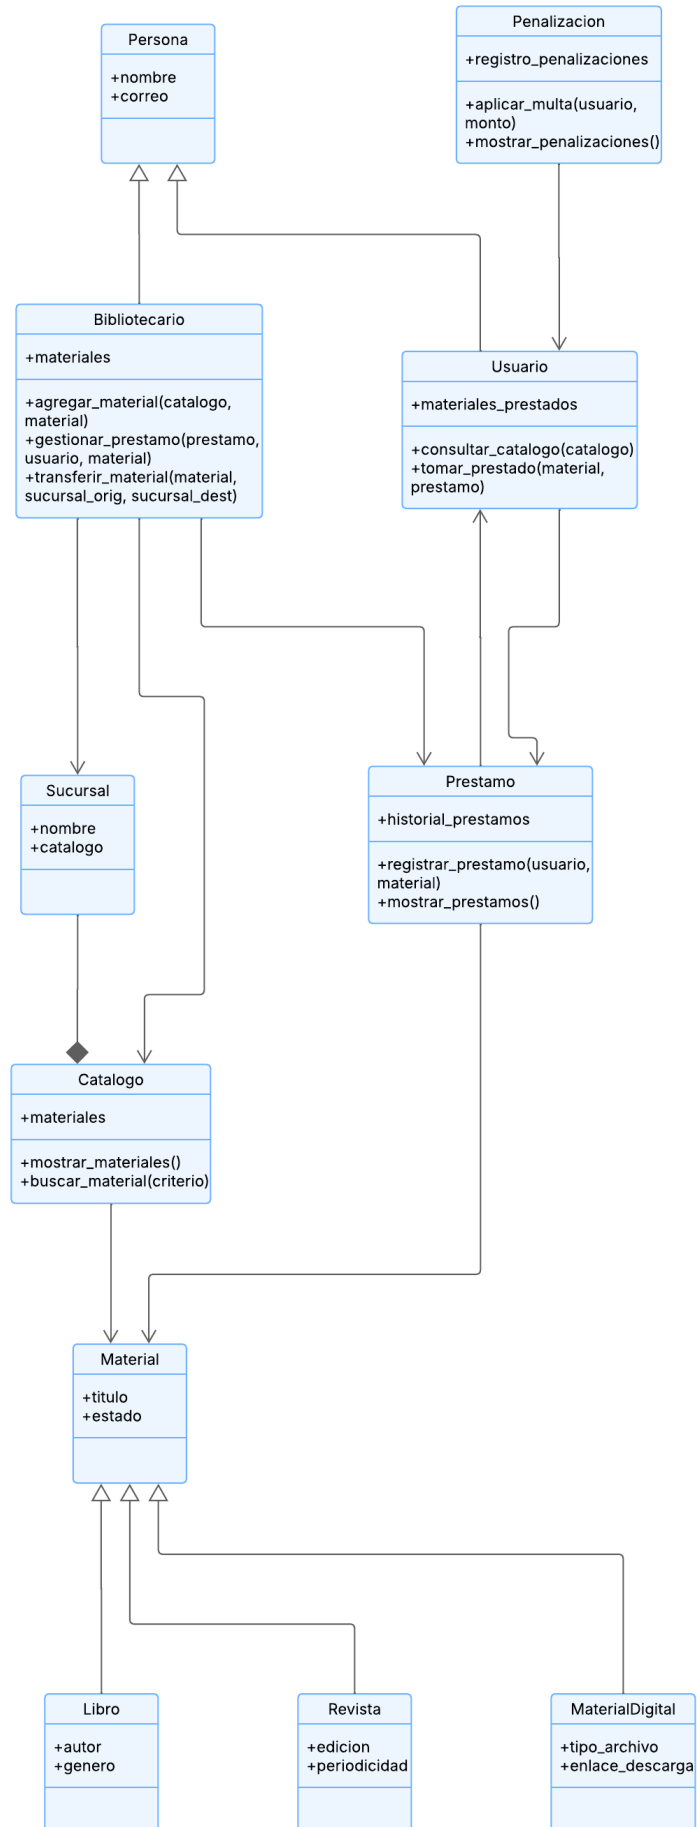 Persona
+nombre
+correo
Penalizacion
+registro_penalizaciones
+aplicar_multa(usuario,
monto)
+mostrar_penalizaciones()
Bibliotecario
+materiales
+agregar_material(catalogo,
material)
+gestionar_prestamo(prestamo,
usuario, material)
+transferir_material(material,
sucursal_orig, sucursal_dest)
Usuario
+materiales_prestados
+consultar_catalogo(catalogo)
+tomar_prestado(material,
prestamo)
Sucursal
+nombre
+catalogo
Prestamo
+historial_prestamos
+registrar_prestamo(usuario,
material)
+mostrar_prestamos()
Catalogo
+materiales
+mostrar_materiales()
+buscar_material(criterio)
Material
+titulo
+estado
Libro
+autor
+genero
Revista
+edicion
+periodicidad
MaterialDigital
+tipo_archivo
+enlace_descarga